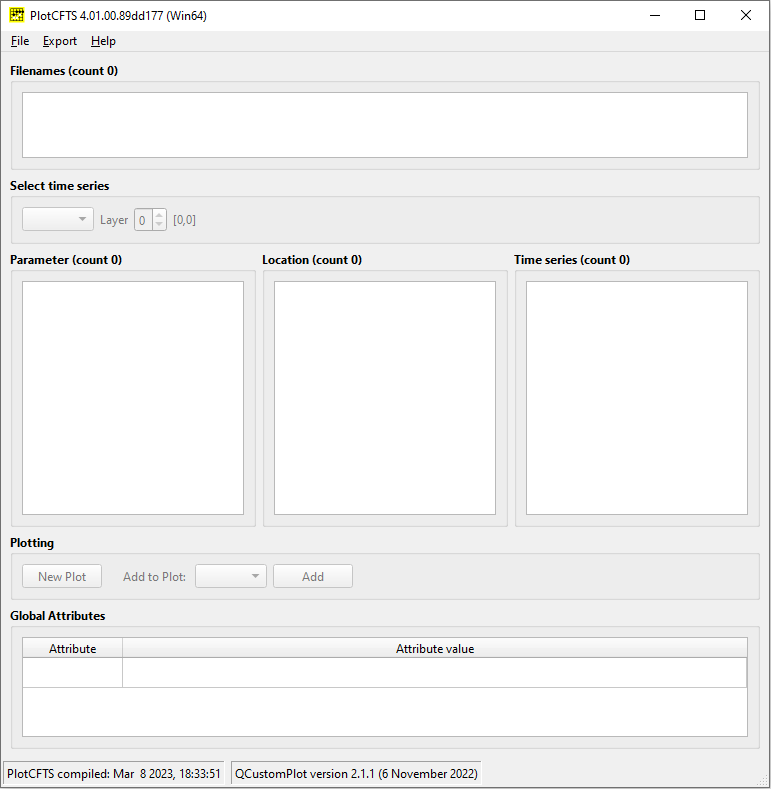 PlotCFTS 4.01.00.89dd177 (Win64)
File Export Help
Filenames (count 0)
Select time series
Layer 0 [0,0]
Parameter (count 0) Location (count 0) Time series (count 0)
Plotting
New Plot Add to Plot: Add
Global Attributes
Attribute Attribute value
PlotCFTS compiled: Mar  8 2023, 18:33:51 QCustomPlot version 2.1.1 (6 November 2022)